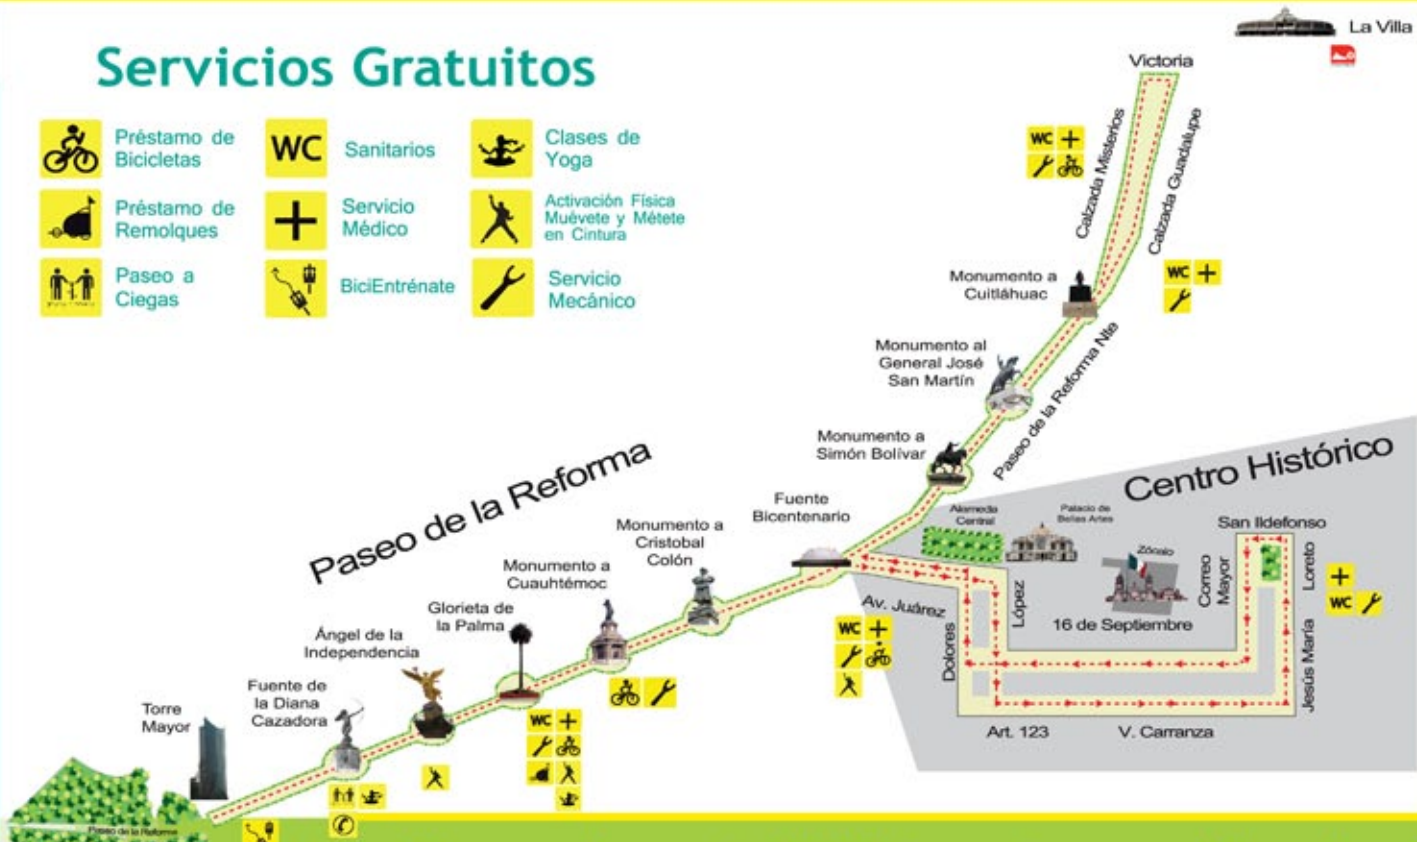 La Villa
Servicios Gratuitos
Préstamo de
Bicicletas
WC
Sanitarios
Clases de
Yoga
Préstamo de
Remolques
Servicio
Médico
Activación Física
Muévete y Métete
en Cintura
Paseo a
Ciegas
BiciEntrénate
Servicio
Mecánico
Victoria
Calzada Misterios
Calzada Guadalupe
WC
WC
Monumento a
Cuitláhuac
Monumento al
General José
San Martín
Paseo de la Reforma Nte
Monumento a
Simón Bolívar
Centro Histórico
Paseo de la Reforma
Fuente
Bicentenario
Alameda
Central
Palacio de
Bellas Artes
San Ildefonso
Zócalo
Correo
Mayor
Loreto
WC
Monumento a
Cristobal
Colón
Monumento a
Cuauhtémoc
Glorieta de
la Palma
Ángel de la
Independencia
Fuente de
la Diana
Cazadora
Torre
Mayor
Av. Juárez
López
Dolores
16 de Septiembre
Jesús María
WC
Art. 123
V. Carranza
WC
Paseo de la Reforma